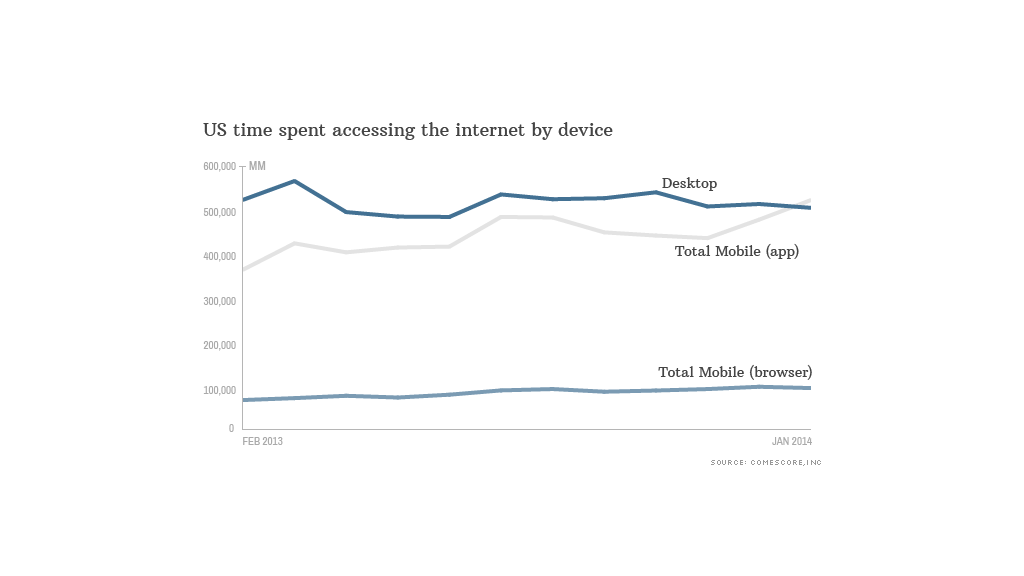 US time spent accessing the internet by device
600,000 MM
Desktop
500,000
Total Mobile (app)
400,000
300,000
200,000
Total Mobile (browser)
100,000
0
FEB 2013 JAN 2014
SOURCE: COMESCORE,INC